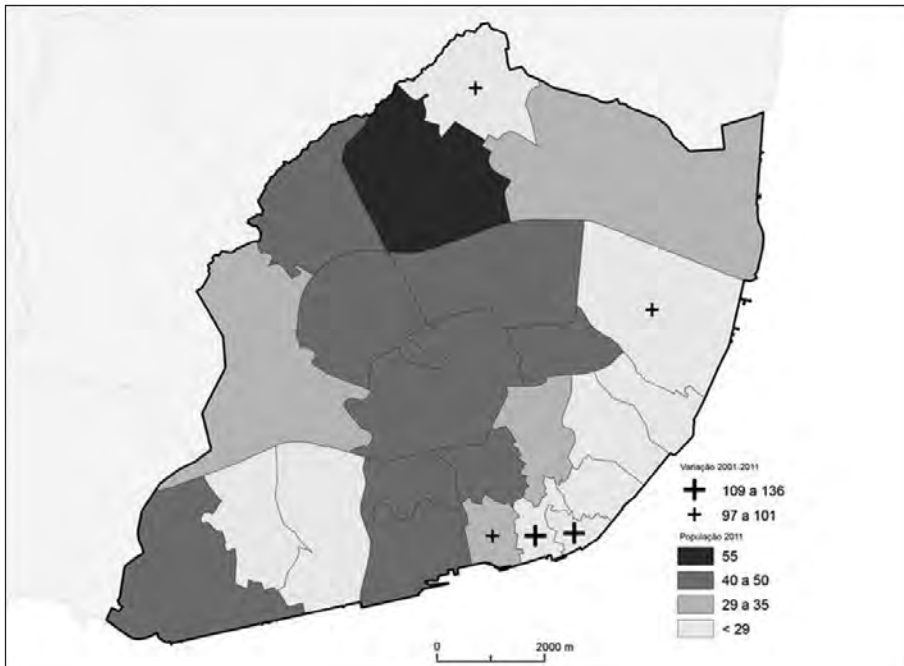 Variação 2001-2011
109 a 136
97 a 101
População 2011
55
40 a 50
29 a 35
< 29
0 2000 m